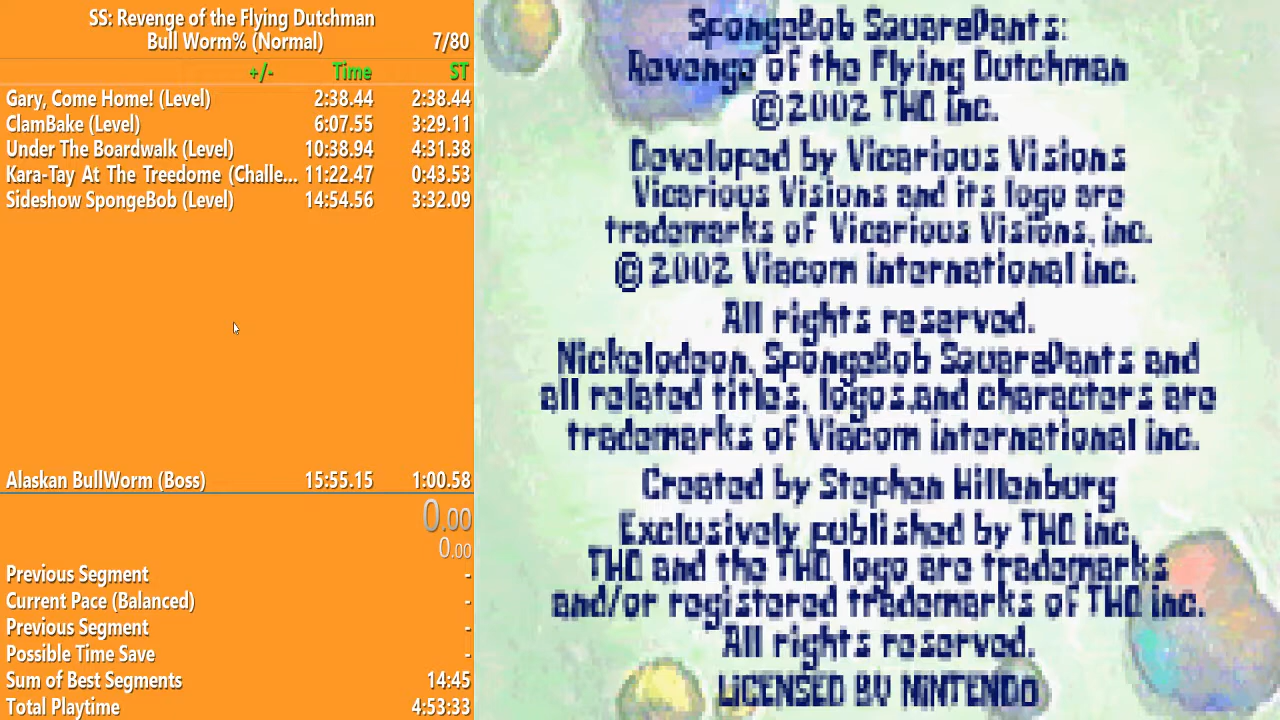 SS: Revenge of the Flying Dutchman
Bull Worm% (Normal) 7/80
+/- Time ST
Gary, Come Home! (Level) 2:38.44 2:38.44
ClamBake (Level) 6:07.55 3:29.11
Under The Boardwalk (Level) 10:38.94 4:31.38
Kara-Tay At The Treedome (Challe... 11:22.47 0:43.53
Sideshow SpongeBob (Level) 14:54.56 3:32.09
Alaskan BullWorm (Boss) 15:55.15 1:00.58
0.00
0.00
Previous Segment -
Current Pace (Balanced) -
Previous Segment -
Possible Time Save -
Sum of Best Segments 14:45
Total Playtime 4:53:33
SpongeBob SquarePants:
Revenge of the Flying Dutchman
©2002 THQ inc.
Developed by Vicarious Visions
Vicarious Visions and its logo are
trademarks of Vicarious Visions, inc.
©2002 Viacom international inc.
All rights reserved.
Nickelodeon, SpongeBob SquarePants and
all related titles, logos,and characters are
trademarks of Viacom international inc.
Created by Stephen Hillenburg
Exclusively published by THQ inc.
THQ and the THQ logo are trademarks
and/or registered trademarks of THQ inc.
All rights reserved.
LICENSED BY NINTENDO